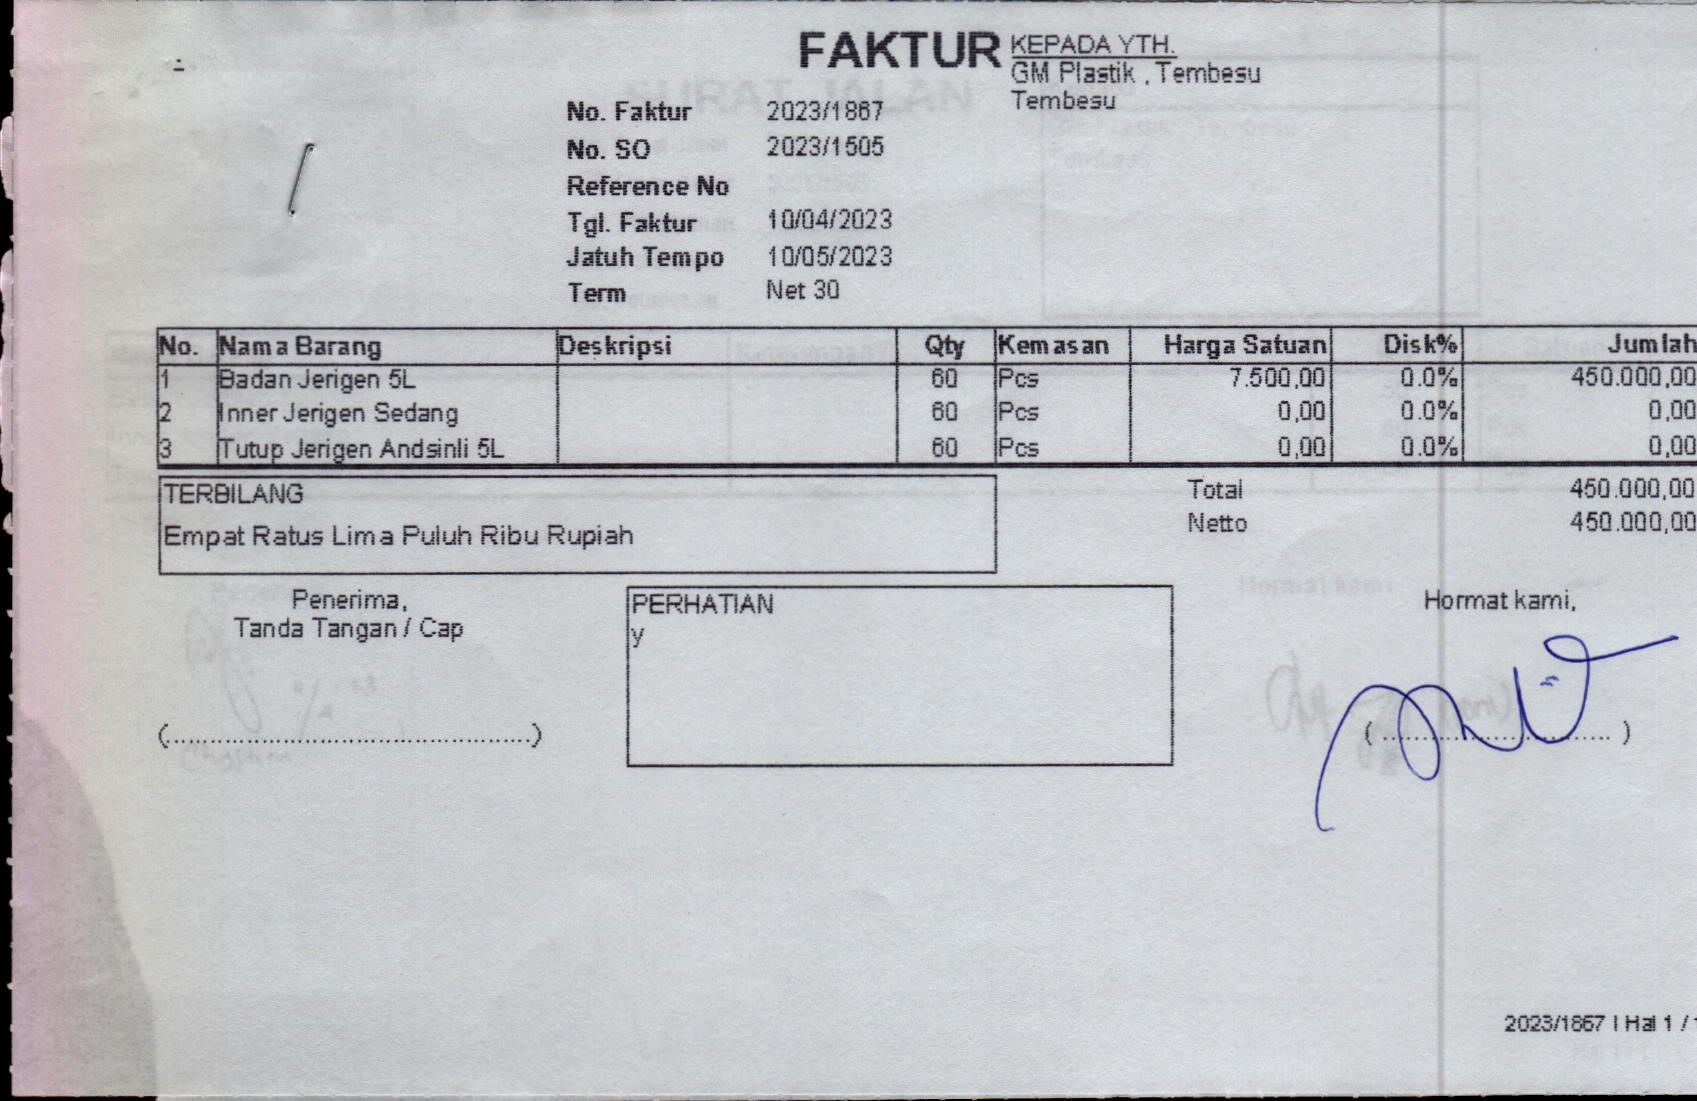 FAKTUR
KEPADA YTH.
GM Plastik , Tembesu
Tembesu
No. Faktur 2023/1867
No. SO 2023/1505
Reference No
Tgl. Faktur 10/04/2023
Jatuh Tempo 10/05/2023
Term Net 30
No. Nama Barang Deskripsi Qty Kemasan Harga Satuan Disk% Jumlah
1 Badan Jerigen 5L 60 Pcs 7.500,00 0.0% 450.000,00
2 Inner Jerigen Sedang 60 Pcs 0,00 0.0% 0,00
3 Tutup Jerigen Andsinli 5L 60 Pcs 0,00 0.0% 0,00
TERBILANG
Empat Ratus Lima Puluh Ribu Rupiah
Total 450.000,00
Netto 450.000,00
Penerima,
Tanda Tangan / Cap
(..........................................)
PERHATIAN
y
Hormat kami,
(.............................)
2023/1867 | Hal 1 /
SURAT JALAN